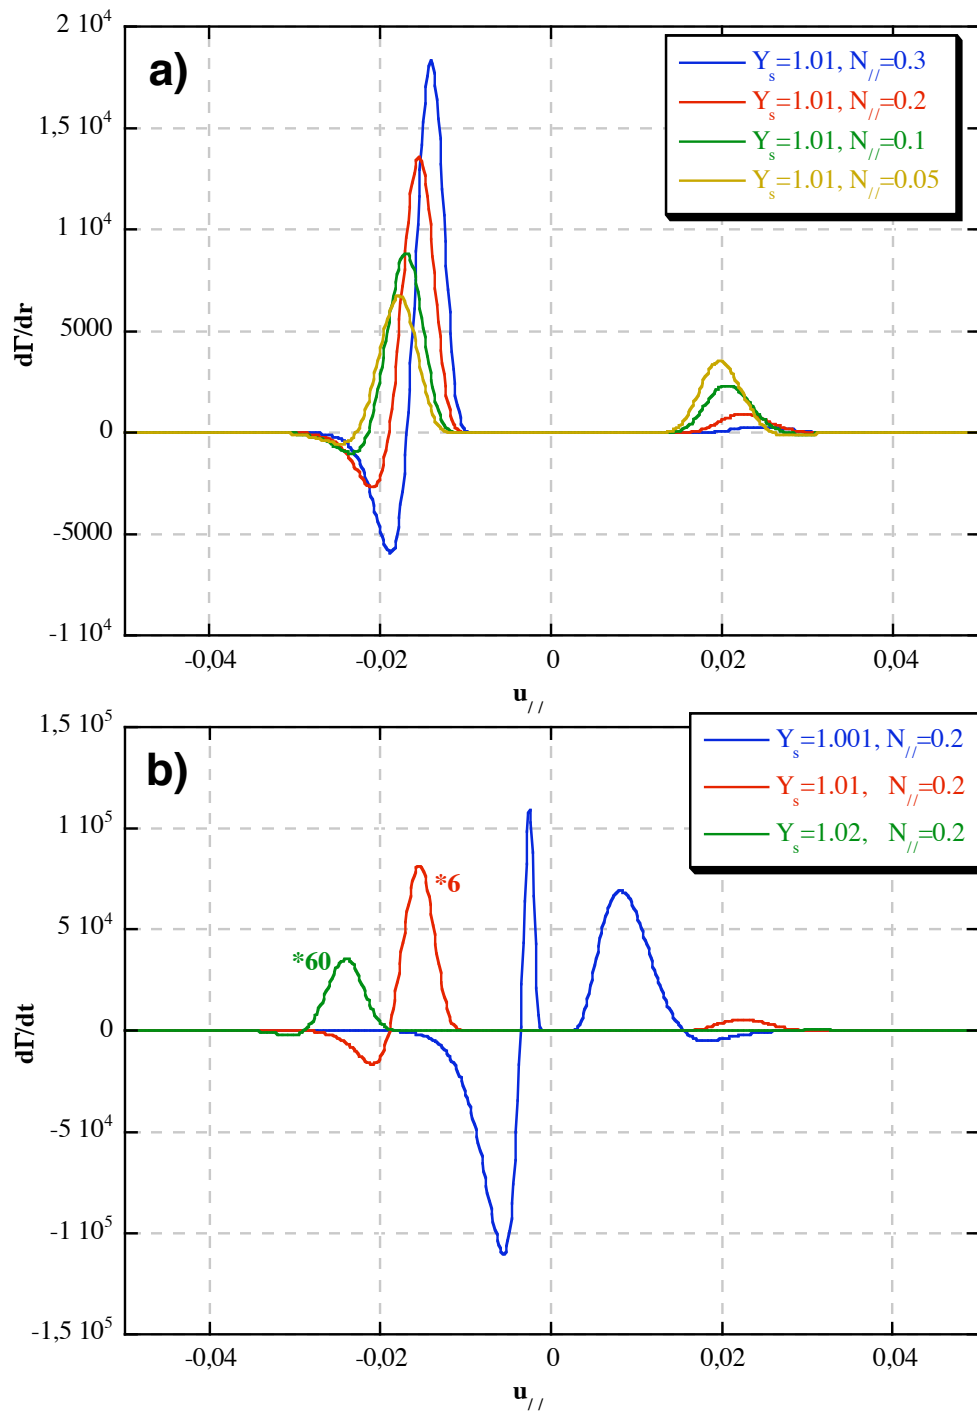 2 10⁴
a)
Yₛ=1.01, N//=0.3
Yₛ=1.01, N//=0.2
Yₛ=1.01, N//=0.1
Yₛ=1.01, N//=0.05
1,5 10⁴
1 10⁴
5000
0
-5000
-1 10⁴
dΓ/dr
-0,04 -0,02 0 0,02 0,04
u//
1,5 10⁵
b)
Yₛ=1.001, N//=0.2
Yₛ=1.01, N//=0.2
Yₛ=1.02, N//=0.2
1 10⁵
*6
5 10⁴
*60
0
-5 10⁴
-1 10⁵
-1,5 10⁵
dΓ/dt
-0,04 -0,02 0 0,02 0,04
u//